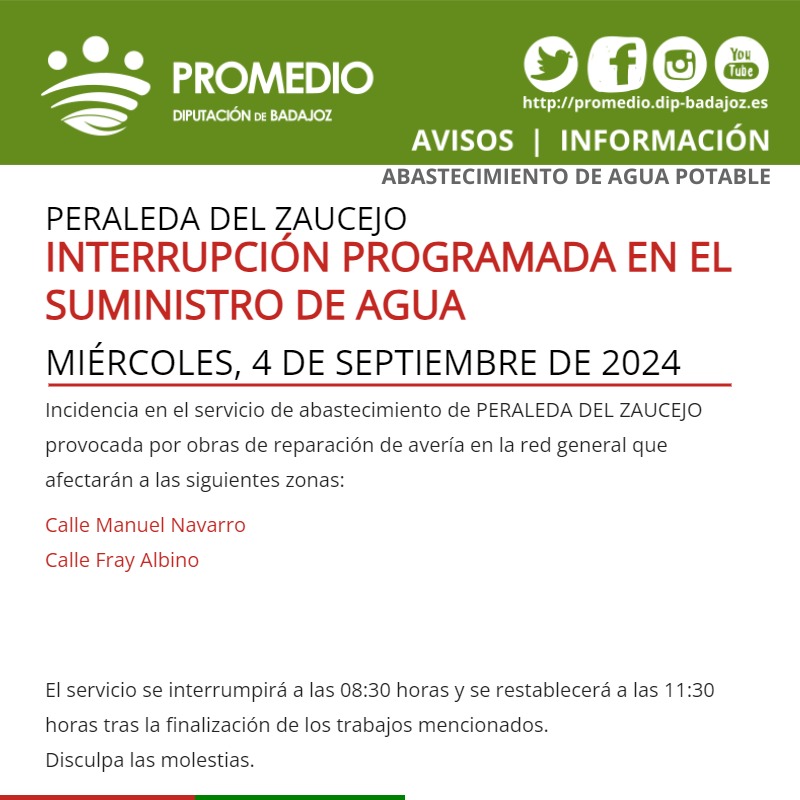 PROMEDIO
DIPUTACIÓN DE BADAJOZ
You
Tube
http://promedio.dip-badajoz.es
AVISOS | INFORMACIÓN
ABASTECIMIENTO DE AGUA POTABLE
PERALEDA DEL ZAUCEJO
INTERRUPCIÓN PROGRAMADA EN EL
SUMINISTRO DE AGUA
MIÉRCOLES, 4 DE SEPTIEMBRE DE 2024
Incidencia en el servicio de abastecimiento de PERALEDA DEL ZAUCEJO
provocada por obras de reparación de avería en la red general que
afectarán a las siguientes zonas:
Calle Manuel Navarro
Calle Fray Albino
El servicio se interrumpirá a las 08:30 horas y se restablecerá a las 11:30
horas tras la finalización de los trabajos mencionados.
Disculpa las molestias.